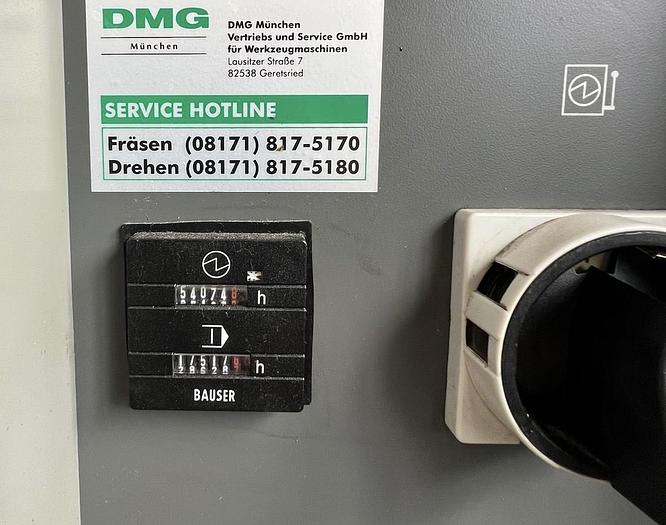 DMG
München
DMG München
Vertriebs und Service GmbH
für Werkzeugmaschinen
Lausitzer Straße 7
82538 Geretsried
SERVICE HOTLINE
Fräsen (08171) 817-5170
Drehen (08171) 817-5180
54074 h
h
BAUSER